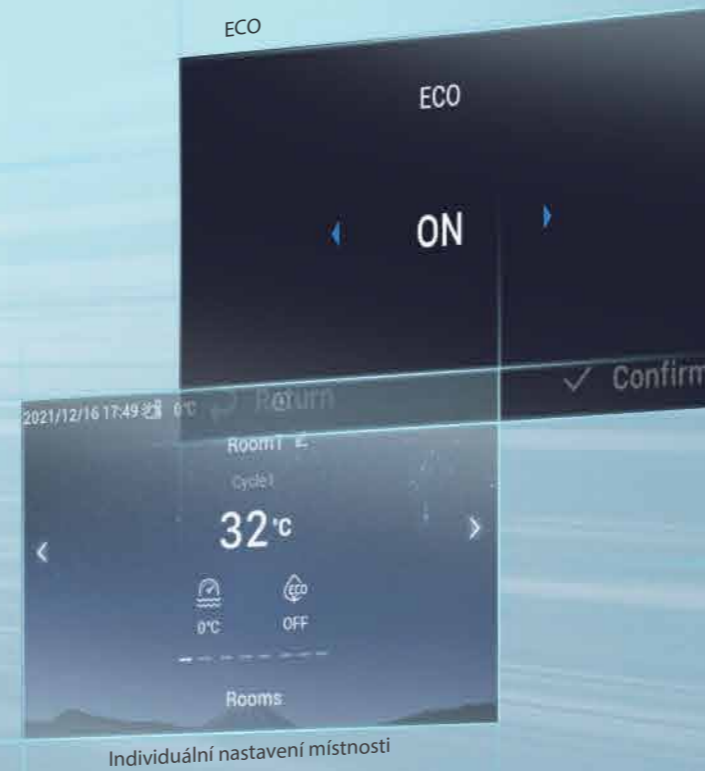 ECO
ECO
ON
Return
Confirm
2021/12/16 17:49 0°C
Room1
Cycle1
32°C
0°C
ECO
OFF
Rooms
Individuální nastavení místnosti